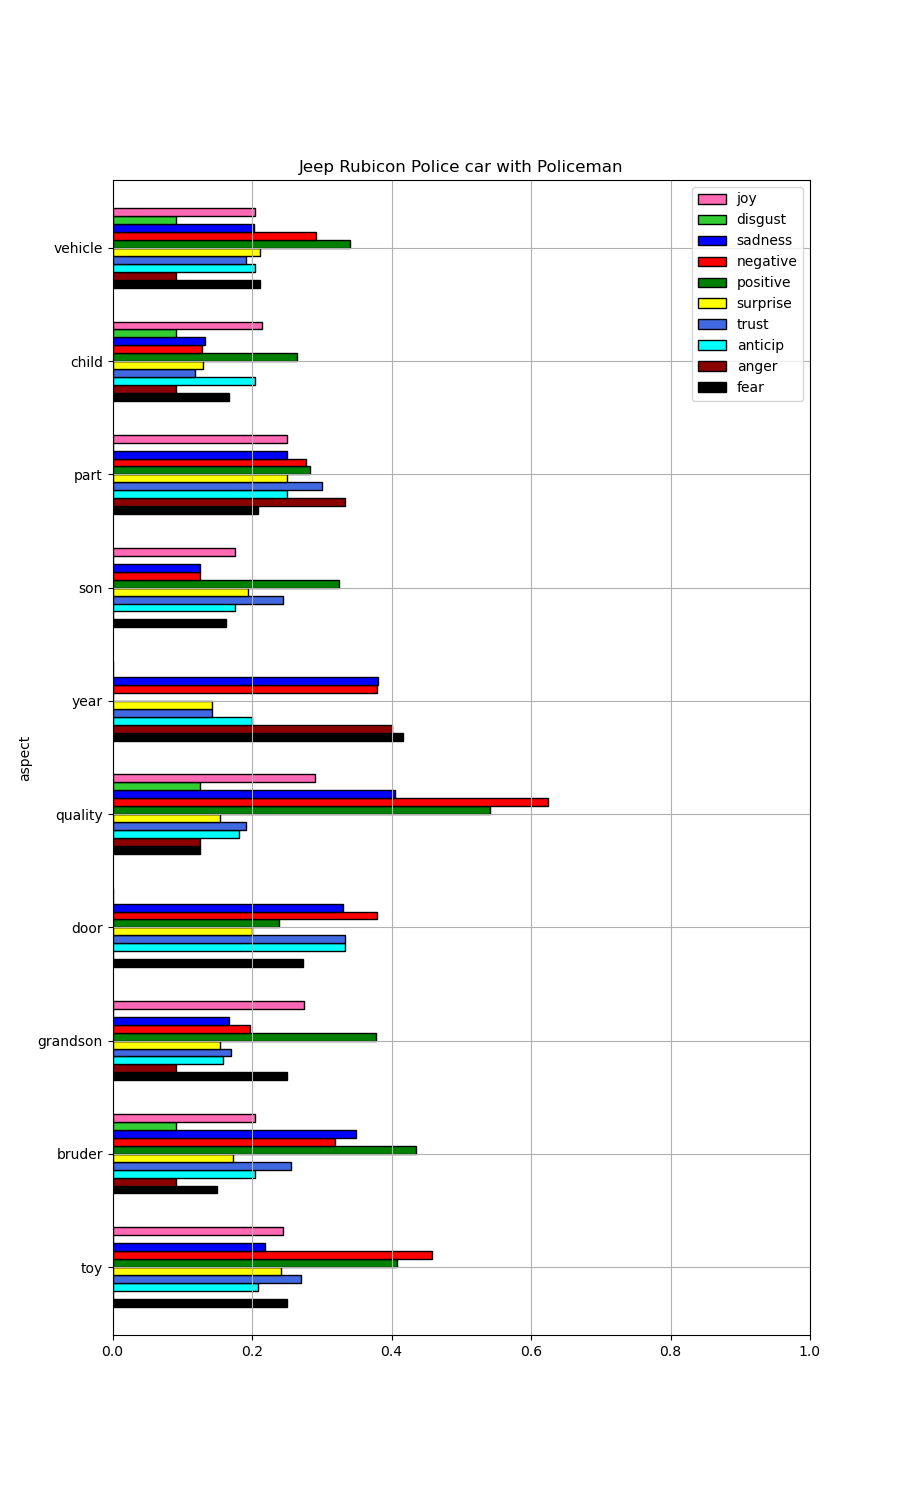 Jeep Rubicon Police car with Policeman
joy
disgust
sadness
negative
positive
surprise
trust
anticip
anger
fear
vehicle
child
part
son
year
quality
door
grandson
bruder
toy
aspect
0.0 0.2 0.4 0.6 0.8 1.0